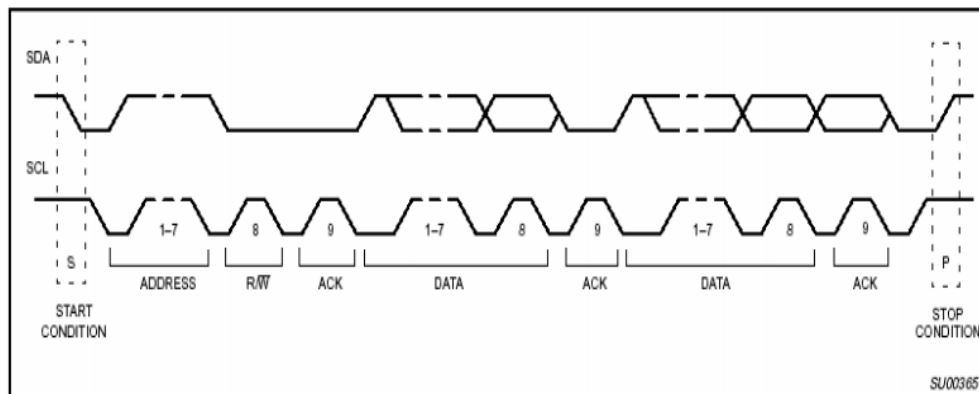 SDA
SCL
1–7 8 9 1–7 8 9 1–7 8 9
S P
ADDRESS R/W̅ ACK DATA ACK DATA ACK
START
CONDITION
STOP
CONDITION
SU00365